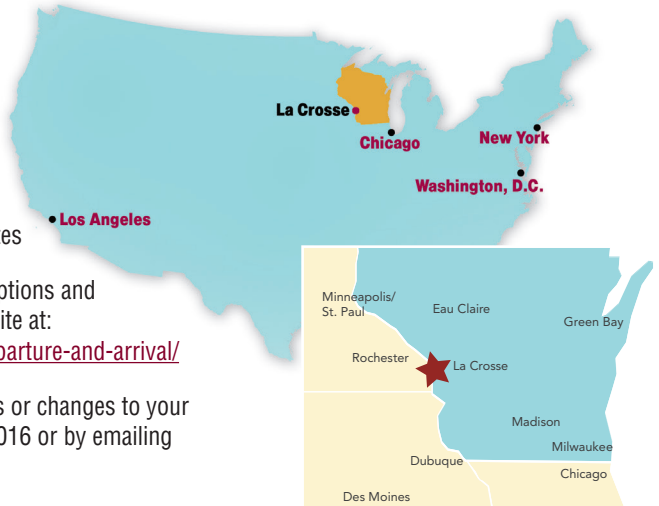 La Crosse
Chicago
New York
Washington, D.C.
Los Angeles
ptions and
ite at:
parture-and-arrival/
s or changes to your
016 or by emailing
Minneapolis/
St. Paul
Eau Claire
Green Bay
Rochester
La Crosse
Madison
Milwaukee
Dubuque
Chicago
Des Moines